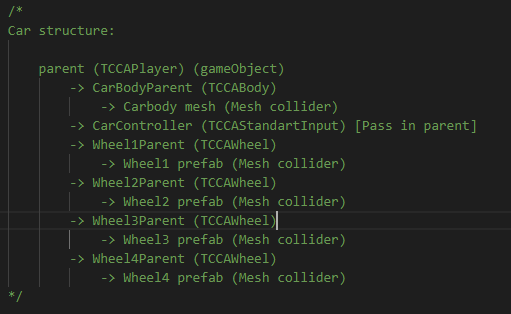 /*
Car structure:
parent (TCCAPlayer) (gameObject)
-> CarBodyParent (TCCABody)
-> Carbody mesh (Mesh collider)
-> CarController (TCCAStandartInput) [Pass in parent]
-> Wheel1Parent (TCCAWheel)
-> Wheel1 prefab (Mesh collider)
-> Wheel2Parent (TCCAWheel)
-> Wheel2 prefab (Mesh collider)
-> Wheel3Parent (TCCAWheel)
-> Wheel3 prefab (Mesh collider)
-> Wheel4Parent (TCCAWheel)
-> Wheel4 prefab (Mesh collider)
*/